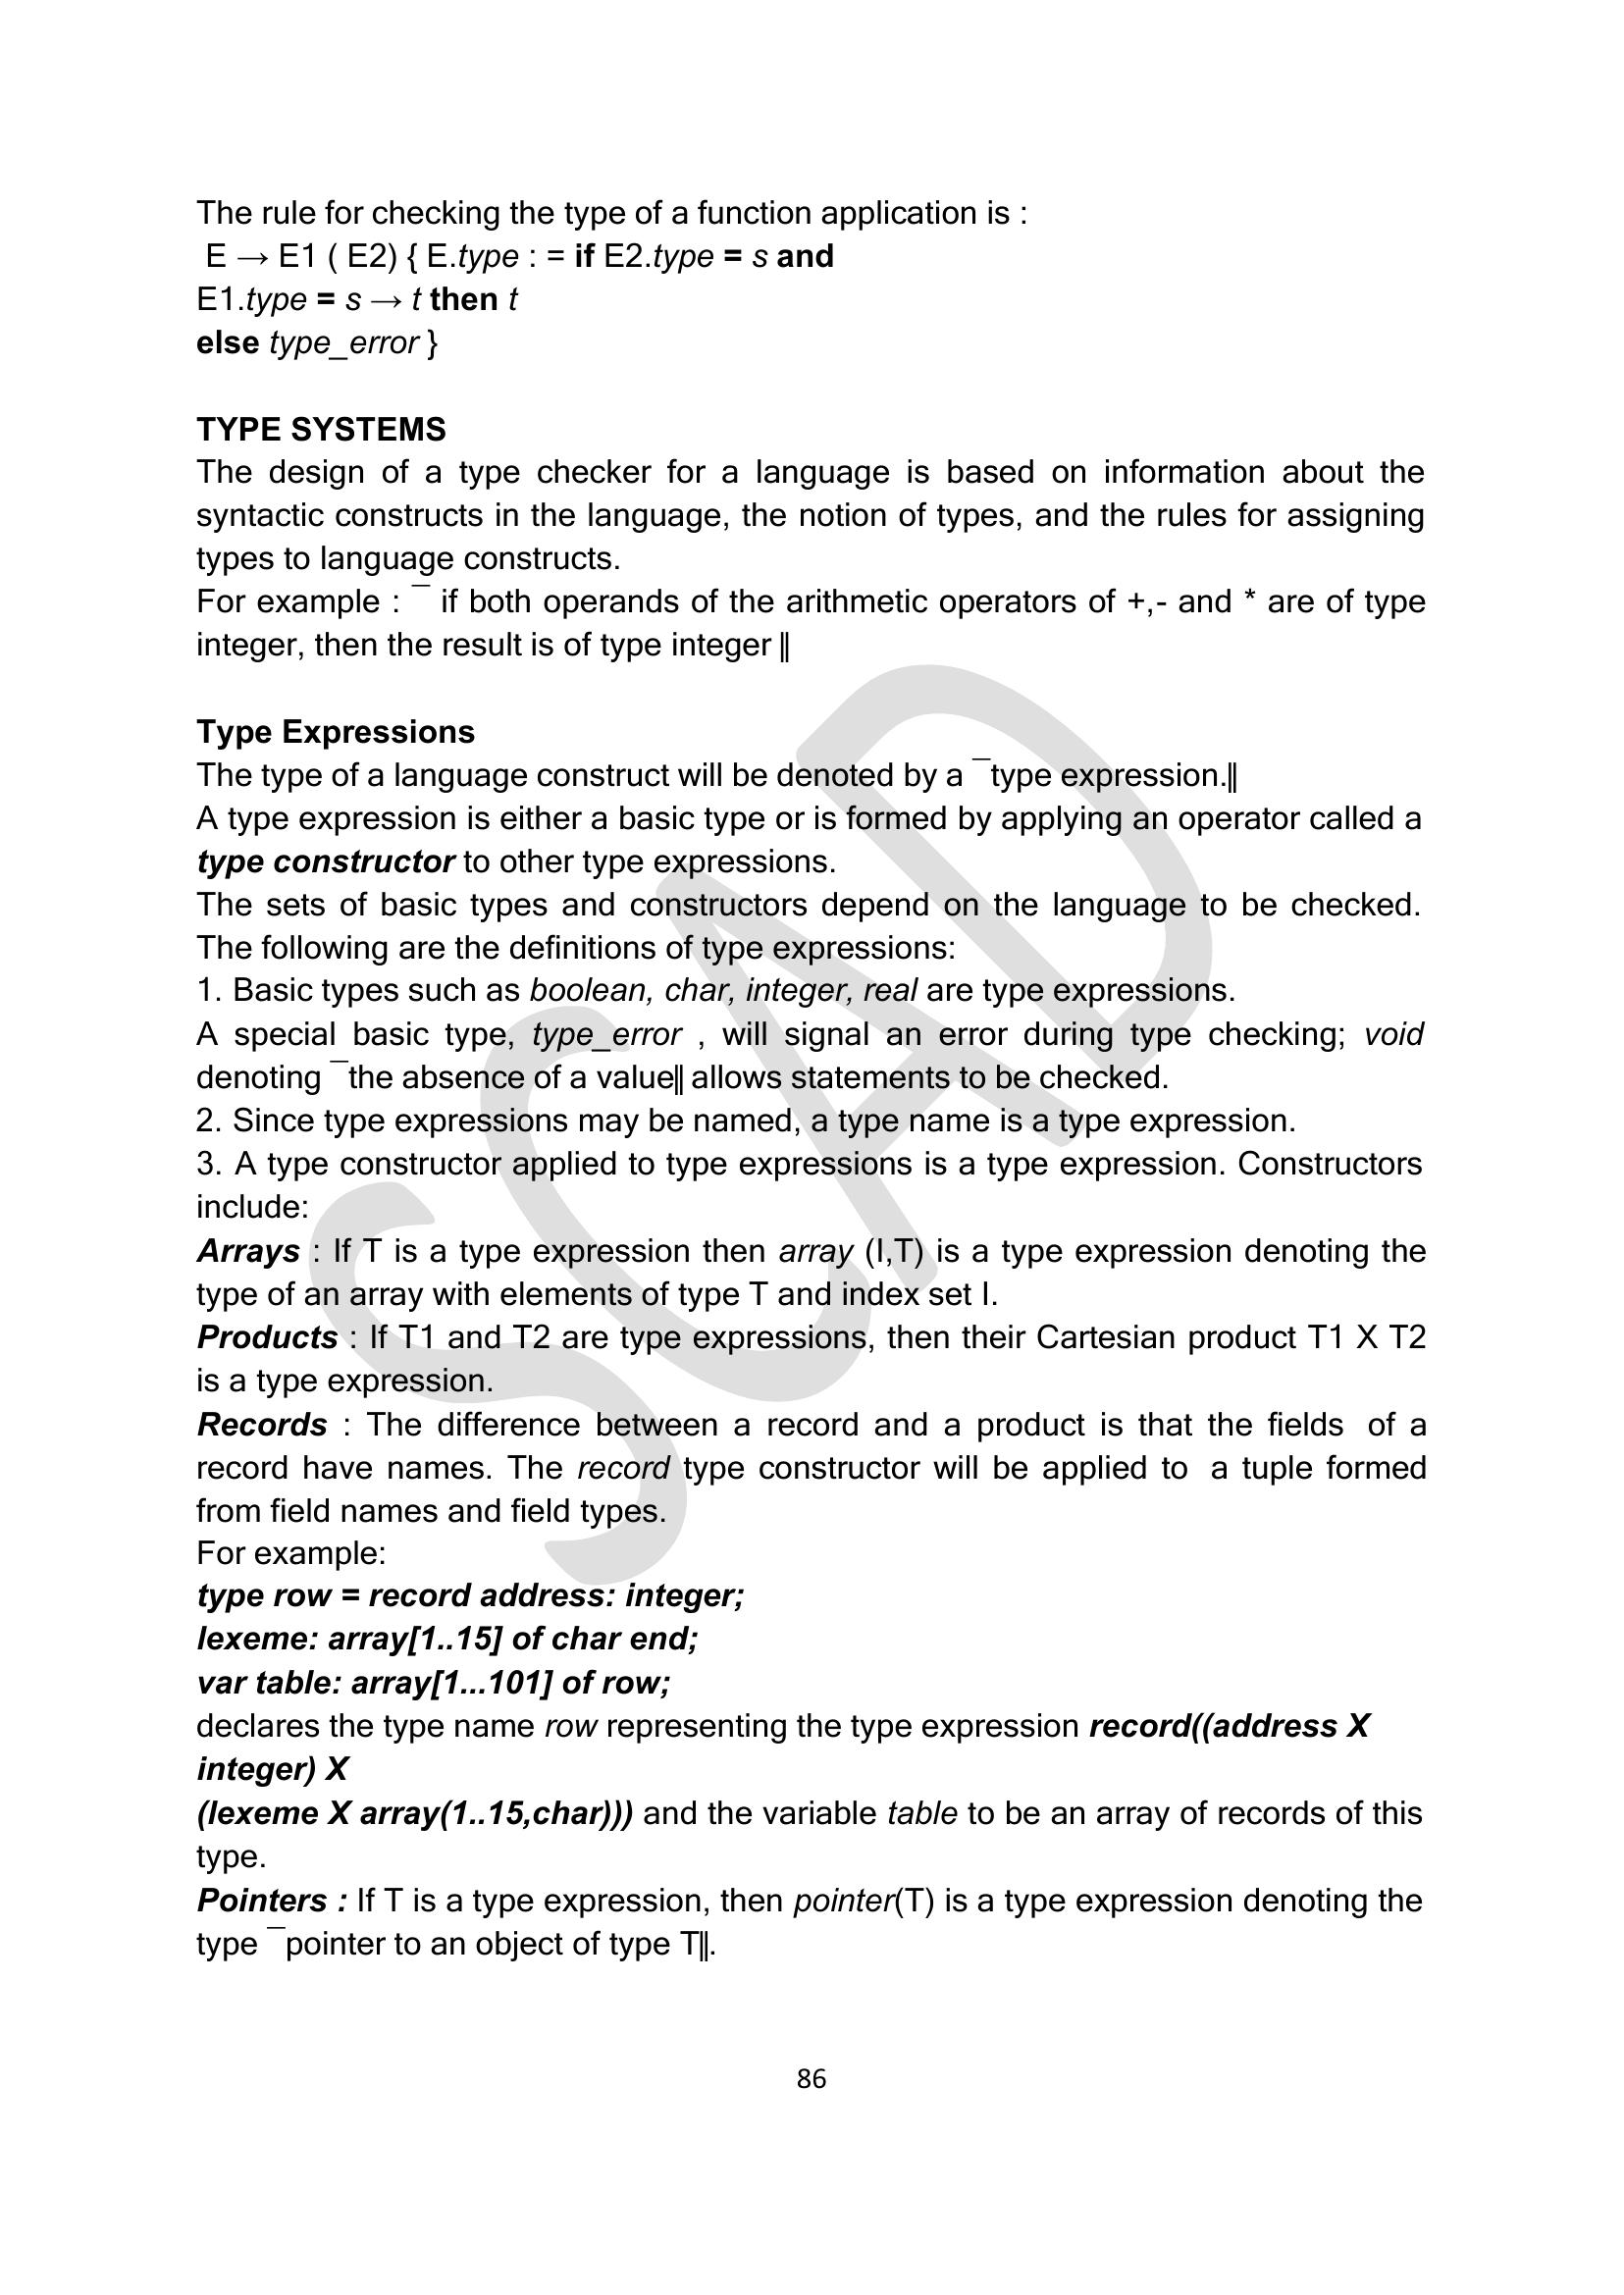 The rule for checking the type of a function application is :
E → E1 ( E2) { E.type : = if E2.type = s and
E1.type = s → t then t
else type_error }
TYPE SYSTEMS
The design of a type checker for a language is based on information about the
syntactic constructs in the language, the notion of types, and the rules for assigning
types to language constructs.
For example : ‾ if both operands of the arithmetic operators of +,- and * are of type
integer, then the result is of type integer ‖
Type Expressions
The type of a language construct will be denoted by a ‾type expression.‖
A type expression is either a basic type or is formed by applying an operator called a
type constructor to other type expressions.
The sets of basic types and constructors depend on the language to be checked.
The following are the definitions of type expressions:
1. Basic types such as boolean, char, integer, real are type expressions.
A special basic type, type_error , will signal an error during type checking; void
denoting ‾the absence of a value‖ allows statements to be checked.
2. Since type expressions may be named, a type name is a type expression.
3. A type constructor applied to type expressions is a type expression. Constructors
include:
Arrays : If T is a type expression then array (I,T) is a type expression denoting the
type of an array with elements of type T and index set I.
Products : If T1 and T2 are type expressions, then their Cartesian product T1 X T2
is a type expression.
Records : The difference between a record and a product is that the fields of a
record have names. The record type constructor will be applied to a tuple formed
from field names and field types.
For example:
type row = record address: integer;
lexeme: array[1..15] of char end;
var table: array[1...101] of row;
declares the type name row representing the type expression record((address X
integer) X
(lexeme X array(1..15,char))) and the variable table to be an array of records of this
type.
Pointers : If T is a type expression, then pointer(T) is a type expression denoting the
type ‾pointer to an object of type T‖.
86
SCAD